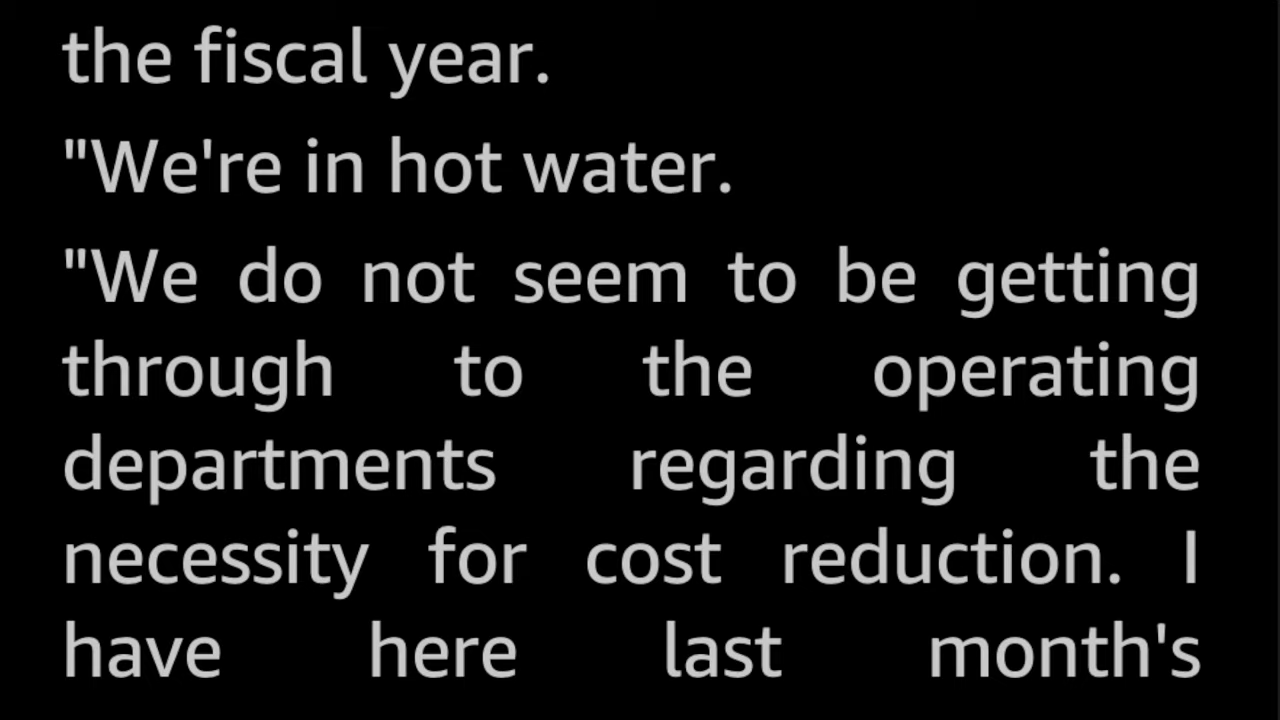 the fiscal year.
"We're in hot water.
"We do not seem to be getting
through to the operating
departments regarding the
necessity for cost reduction. I
have here last month's